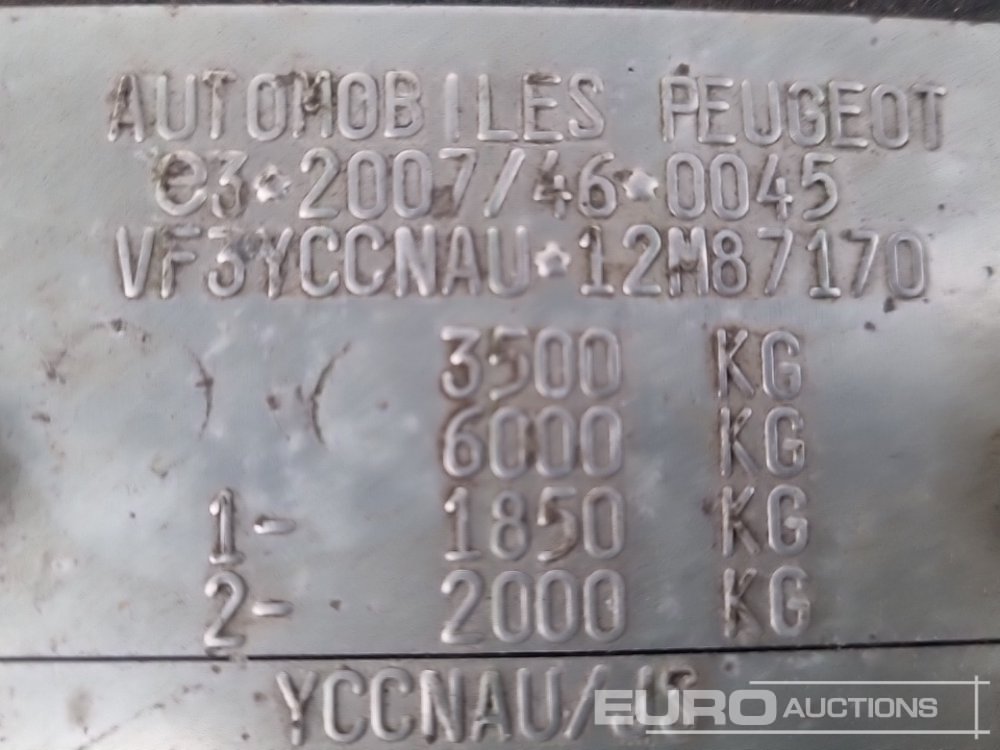 AUTOMOBILES PEUGEOT
e3*2007/46*0045
VF3YCCNAU*12M87170
3500 KG
6000 KG
1- 1850 KG
2- 2000 KG
EURO AUCTIONS